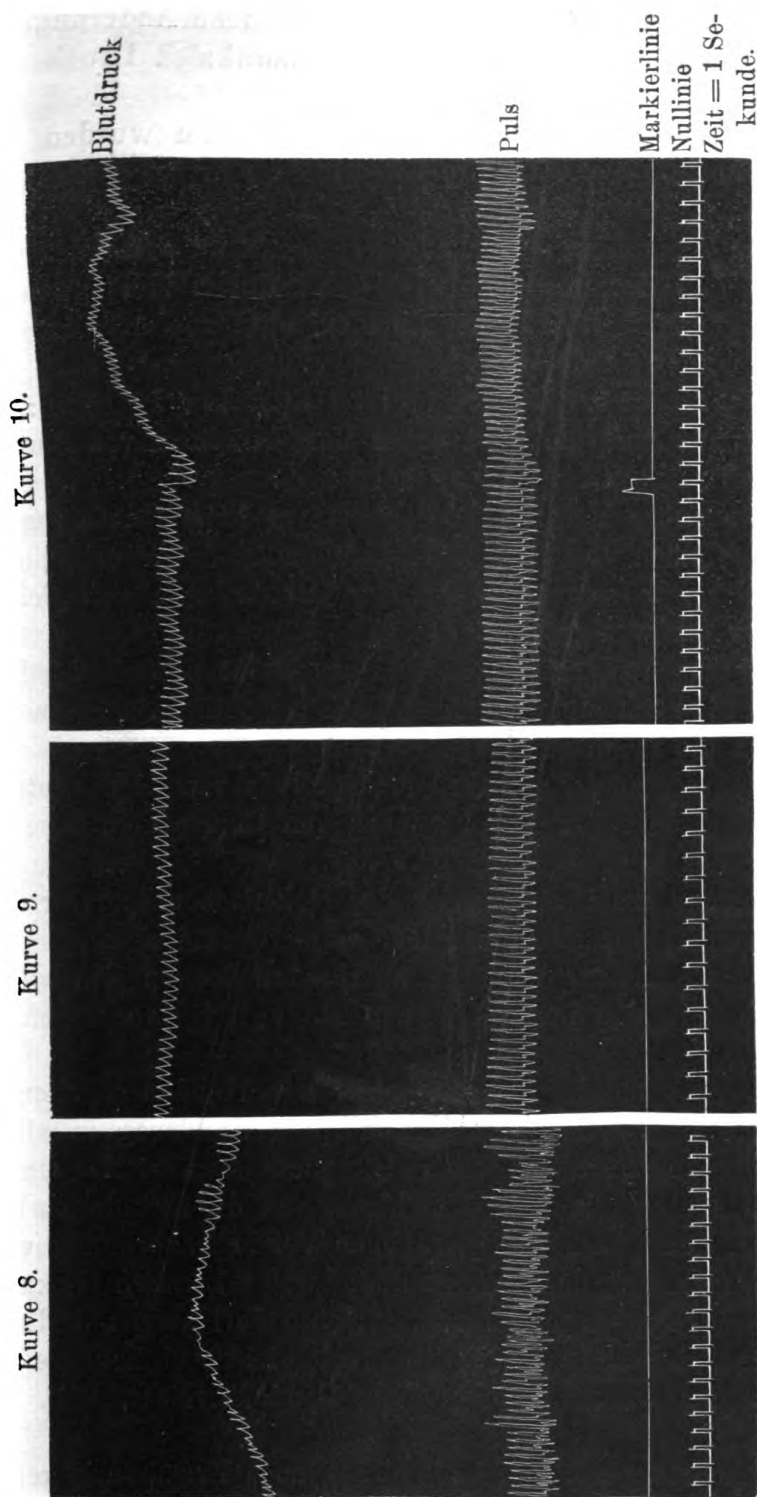 Kurve 8.
Kurve 9.
Kurve 10.
Blutdruck
Puls
Markierlinie
Nullinie
Zeit = 1 Se-
kunde.